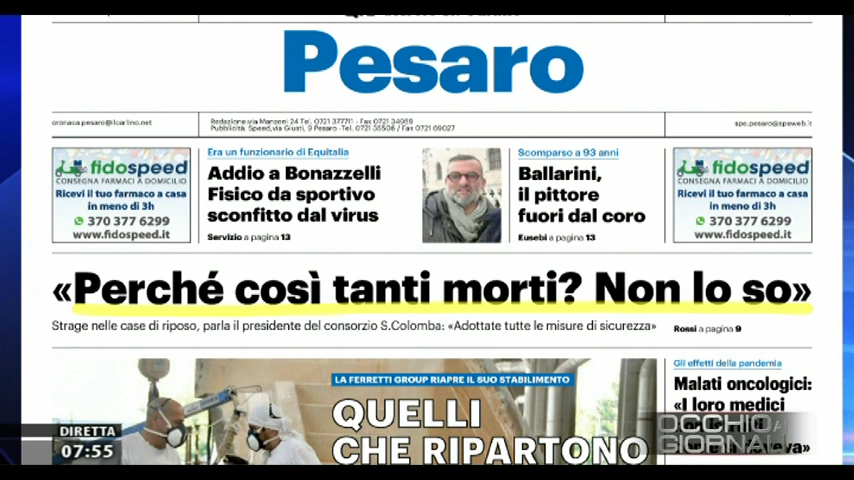 Pesaro
cronaca.pesaro@ilcarlino.net
Redazione via Manzoni 24 Tel. 0721 377711 - Fax 0721 34959
Pubblicità: Speed, via Giusti, 9 Pesaro - Tel. 0721 35506 / Fax 0721 69027
spe.pesaro@speweb.it
fidospeed
CONSEGNA FARMACI A DOMICILIO
Ricevi il tuo farmaco a casa
in meno di 3h
370 377 6299
www.fidospeed.it
Era un funzionario di Equitalia
Addio a Bonazzelli
Fisico da sportivo
sconfitto dal virus
Servizio a pagina 13
Scomparso a 93 anni
Ballarini,
il pittore
fuori dal coro
Eusebi a pagina 13
fidospeed
CONSEGNA FARMACI A DOMICILIO
Ricevi il tuo farmaco a casa
in meno di 3h
370 377 6299
www.fidospeed.it
«Perché così tanti morti? Non lo so»
Strage nelle case di riposo, parla il presidente del consorzio S.Colomba: «Adottate tutte le misure di sicurezza»
Rossi a pagina 9
LA FERRETTI GROUP RIAPRE IL SUO STABILIMENTO
QUELLI
CHE RIPARTONO
Gli effetti della pandemia
Malati oncologici:
«I loro medici
OCCHIO AI
GIORNALI
DIRETTA
07:55